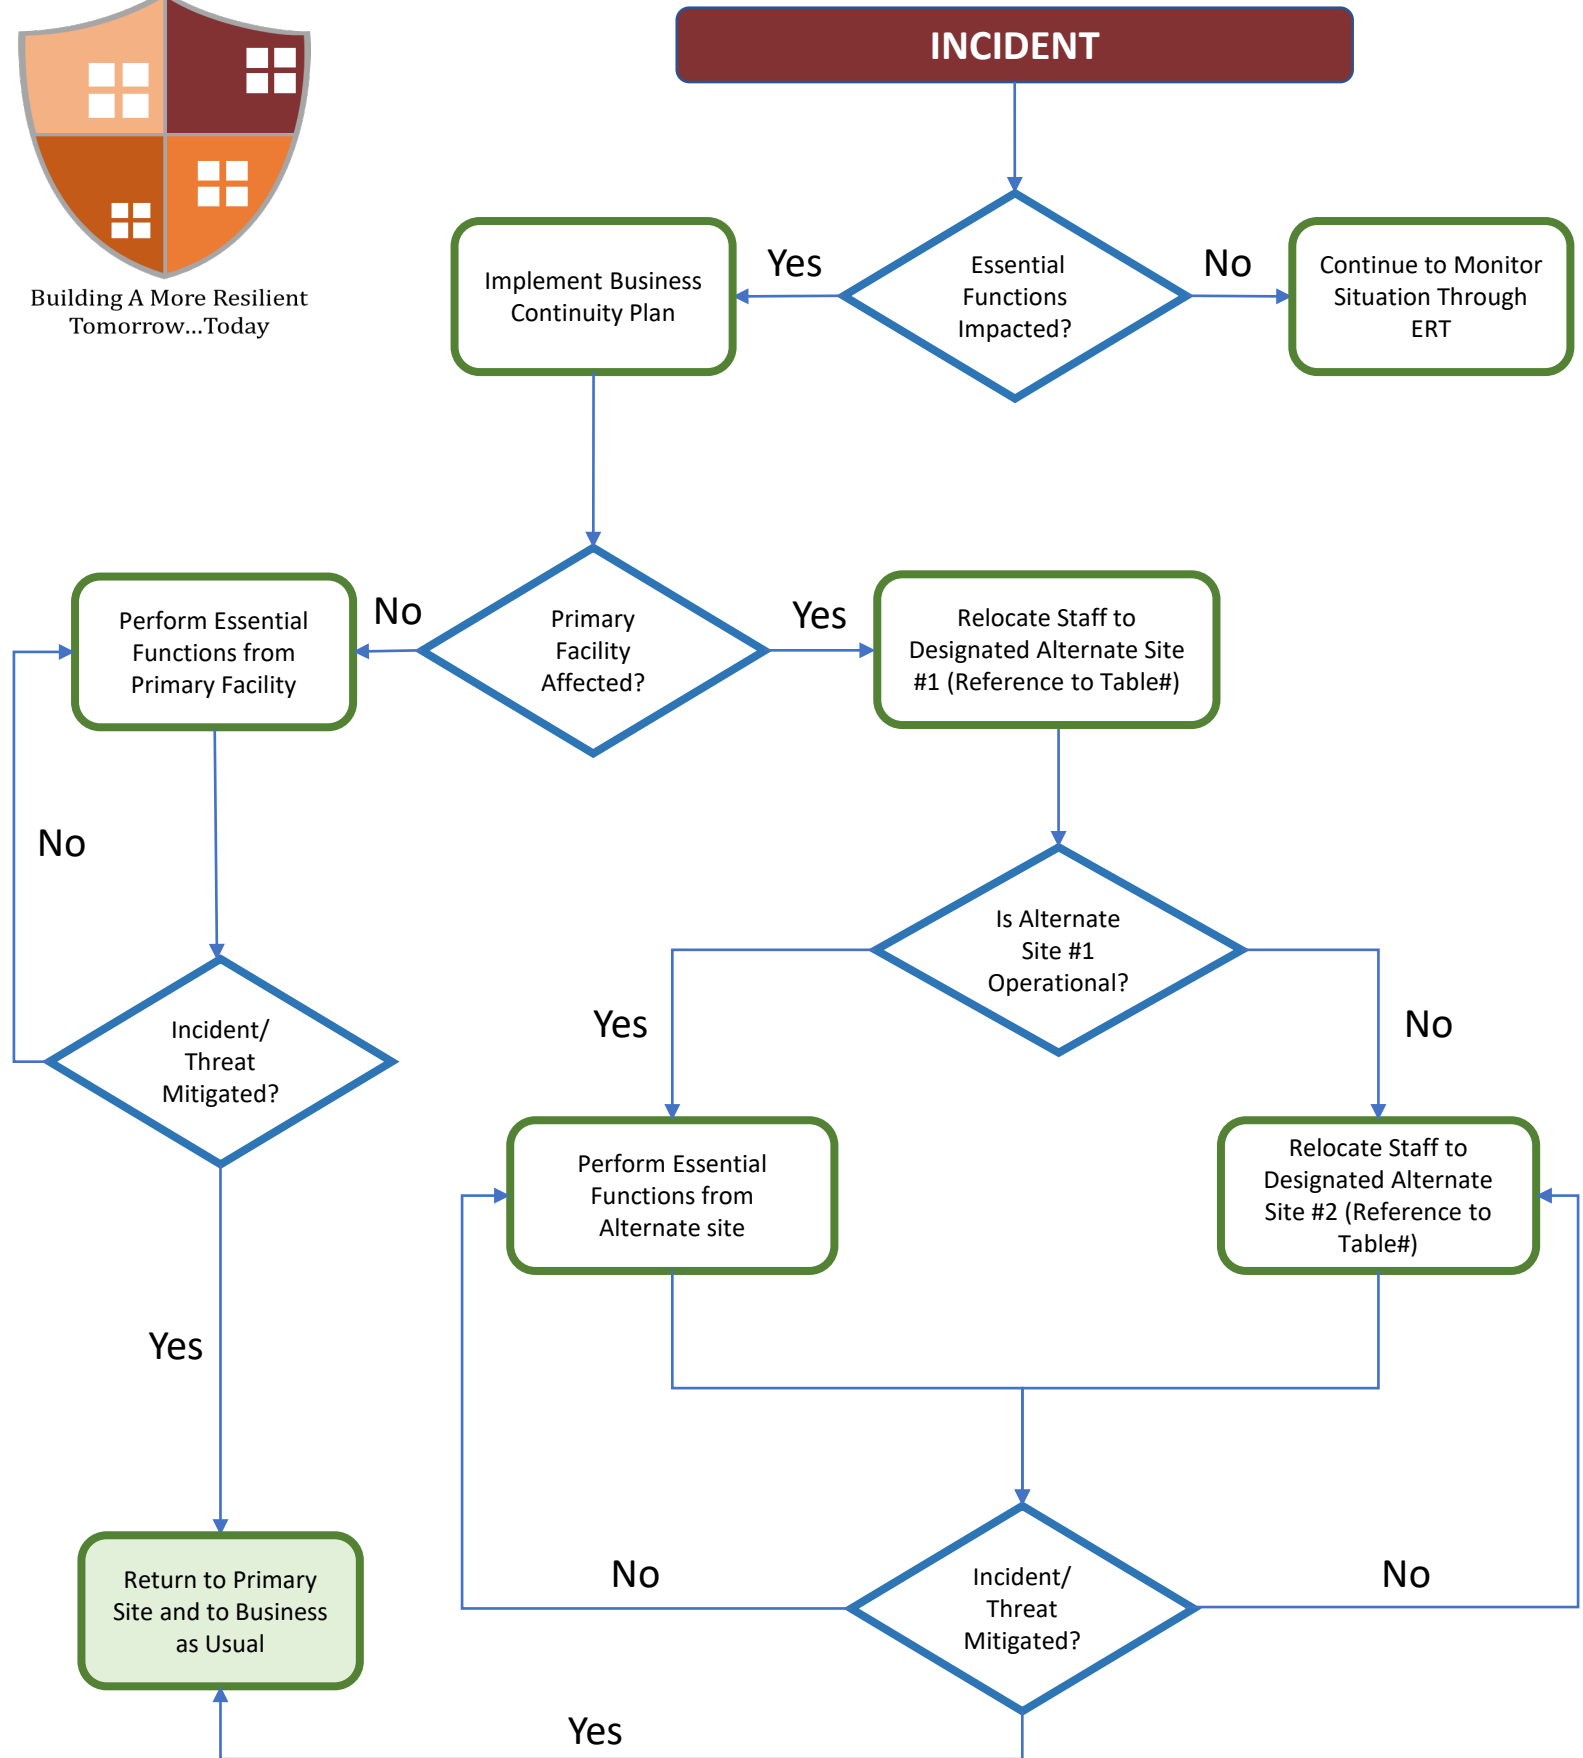 INCIDENT
Building A More Resilient
Tomorrow...Today
Implement Business
Continuity Plan
Yes
Essential
Functions
Impacted?
No
Continue to Monitor
Situation Through
ERT
Perform Essential
Functions from
Primary Facility
No
Primary
Facility
Affected?
Yes
Relocate Staff to
Designated Alternate Site
#1 (Reference to Table#)
No
Is Alternate
Site #1
Operational?
Yes
No
Incident/
Threat
Mitigated?
Perform Essential
Functions from
Alternate site
Relocate Staff to
Designated Alternate
Site #2 (Reference to
Table#)
Yes
Return to Primary
Site and to Business
as Usual
No
Incident/
Threat
Mitigated?
No
Yes